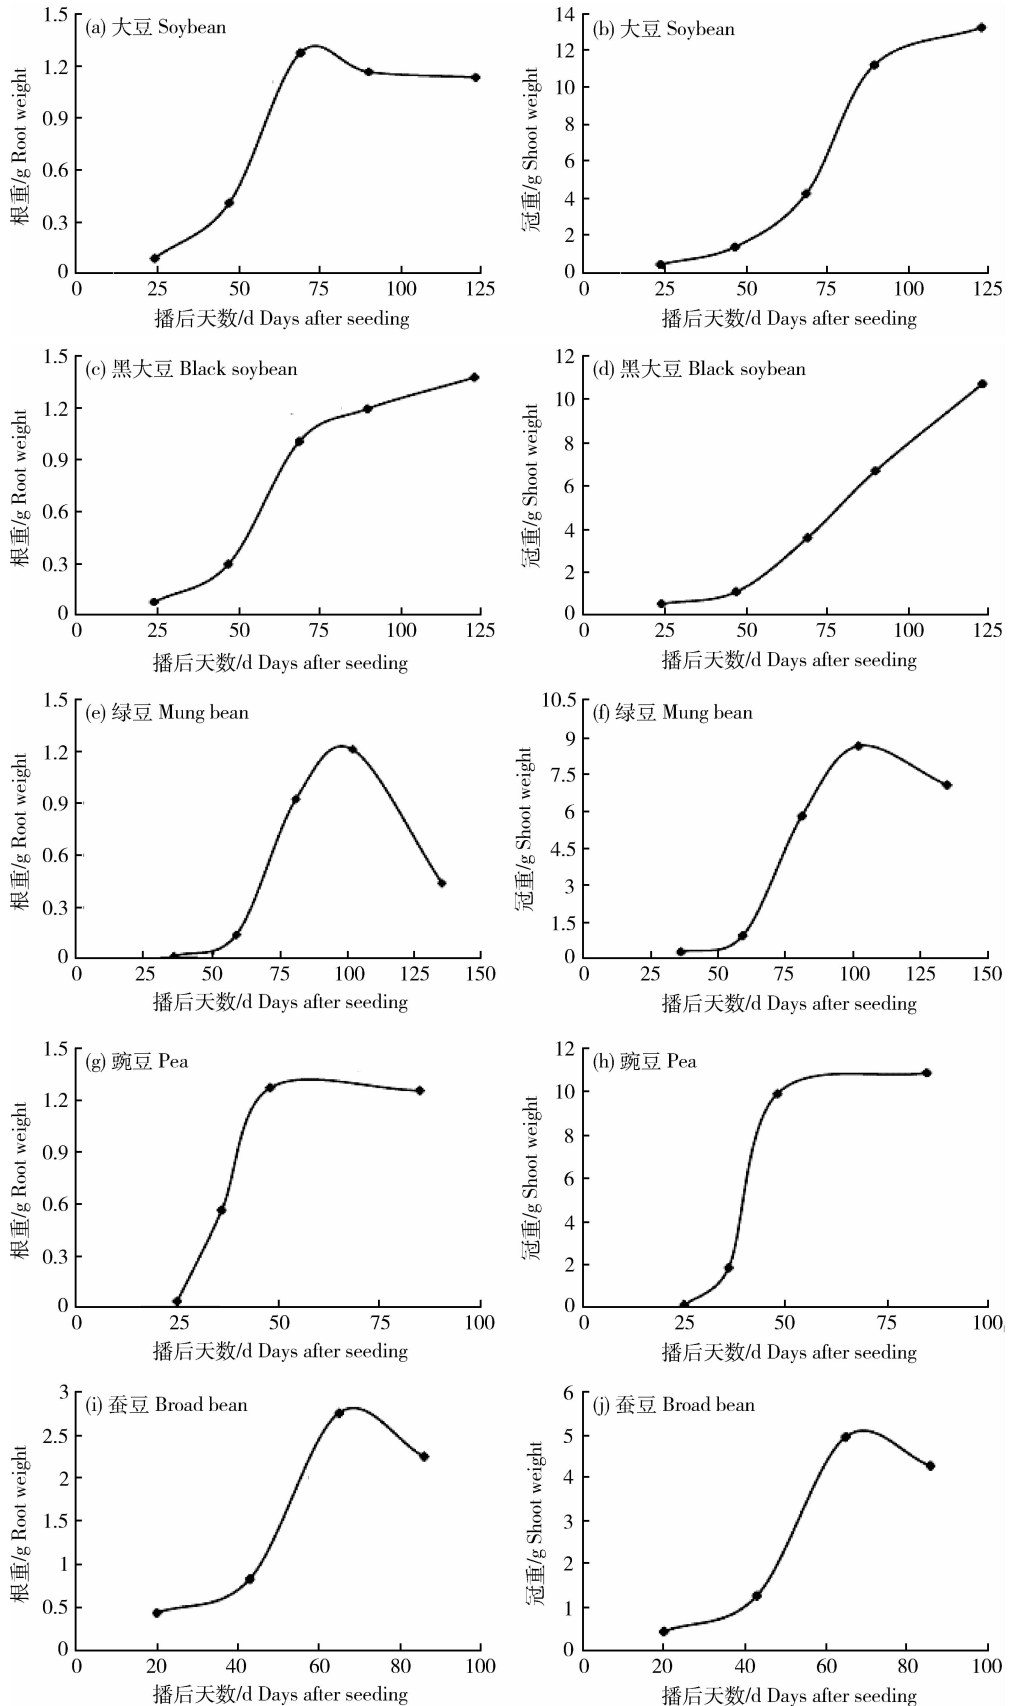 (a) 大豆 Soybean
根重/g Root weight
1.5
1.2
0.9
0.6
0.3
0
0 25 50 75 100 125
播后天数/d Days after seeding
(b) 大豆 Soybean
冠重/g Shoot weight
14
12
10
8
6
4
2
0
0 25 50 75 100 125
播后天数/d Days after seeding
(c) 黑大豆 Black soybean
根重/g Root weight
1.5
1.2
0.9
0.6
0.3
0
0 25 50 75 100 125
播后天数/d Days after seeding
(d) 黑大豆 Black soybean
冠重/g Shoot weight
12
10
8
6
4
2
0
0 25 50 75 100 125
播后天数/d Days after seeding
(e) 绿豆 Mung bean
根重/g Root weight
1.5
1.2
0.9
0.6
0.3
0
0 25 50 75 100 125 150
播后天数/d Days after seeding
(f) 绿豆 Mung bean
冠重/g Shoot weight
10.5
9
7.5
6
4.5
3
1.5
0
0 25 50 75 100 125 150
播后天数/d Days after seeding
(g) 豌豆 Pea
根重/g Root weight
1.5
1.2
0.9
0.6
0.3
0
0 25 50 75 100
播后天数/d Days after seeding
(h) 豌豆 Pea
冠重/g Shoot weight
12
10
8
6
4
2
0
0 25 50 75 100
播后天数/d Days after seeding
(i) 蚕豆 Broad bean
根重/g Root weight
3
2.5
2
1.5
1
0.5
0
0 20 40 60 80 100
播后天数/d Days after seeding
(j) 蚕豆 Broad bean
冠重/g Shoot weight
6
5
4
3
2
1
0
0 20 40 60 80 100
播后天数/d Days after seeding